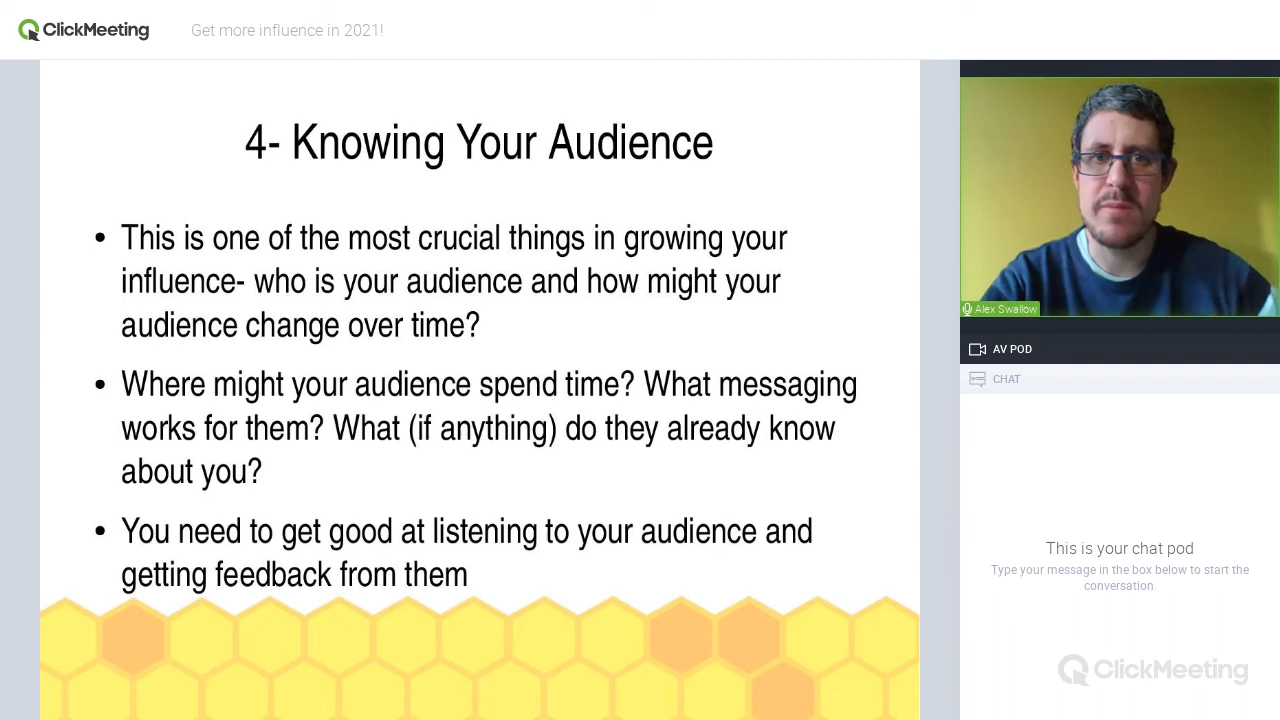 ClickMeeting
Get more influence in 2021!
4- Knowing Your Audience
• This is one of the most crucial things in growing your
influence- who is your audience and how might your
audience change over time?
• Where might your audience spend time? What messaging
works for them? What (if anything) do they already know
about you?
• You need to get good at listening to your audience and
getting feedback from them
Alex Swallow
AV POD
CHAT
This is your chat pod
Type your message in the box below to start the
conversation.
ClickMeeting